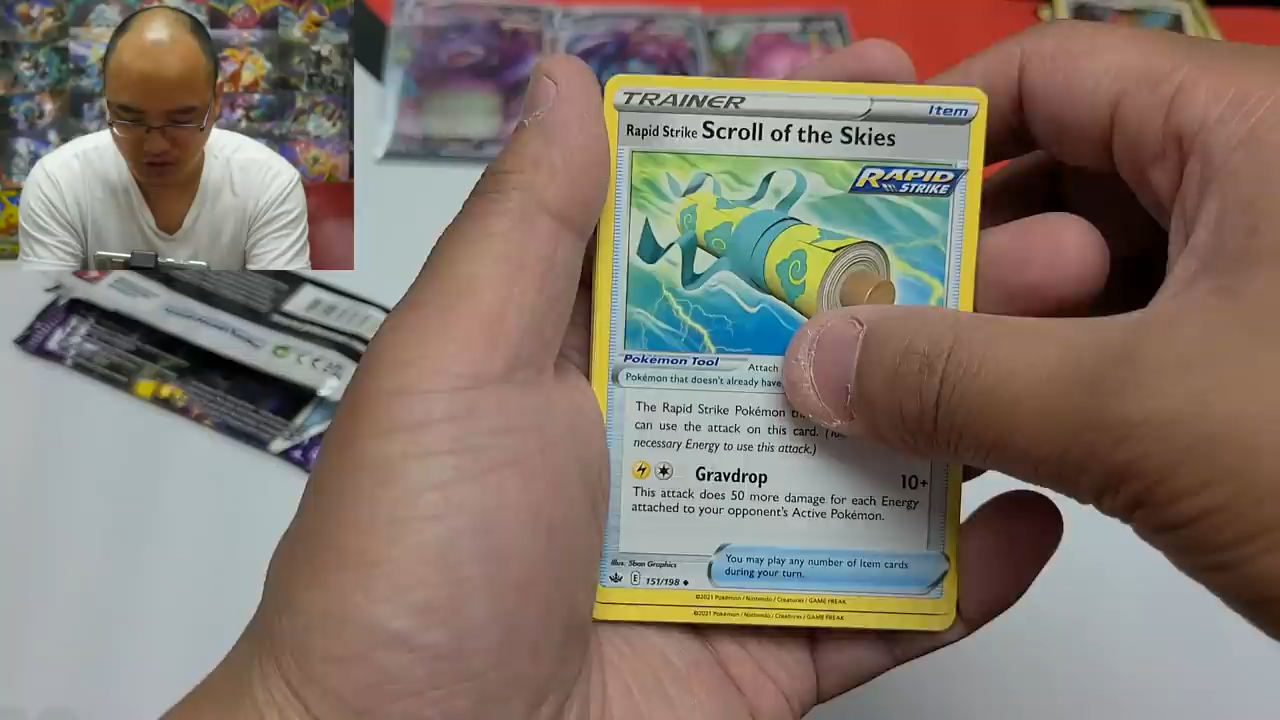 TRAINER
Item
Rapid Strike Scroll of the Skies
RAPID
STRIKE
Pokémon Tool
Attach
Pokémon that doesn't already have
The Rapid Strike Pokémon
can use the attack on this card.
necessary Energy to use this attack.)
Gravdrop 10+
This attack does 50 more damage for each Energy
attached to your opponent's Active Pokémon.
You may play any number of Item cards
during your turn.
Illus. Sban Graphics
E 151/198
©2021 Pokémon / Nintendo / Creatures / GAME FREAK
©2021 Pokémon / Nintendo / Creatures / GAME FREAK